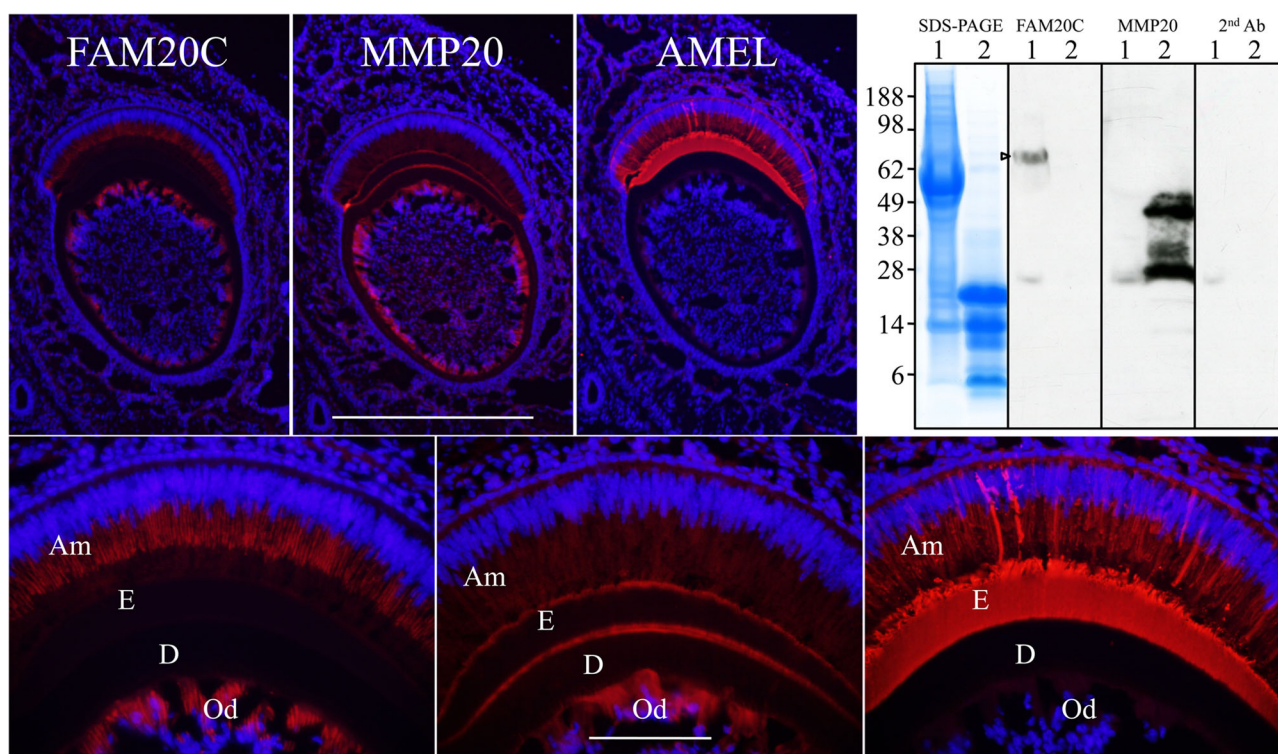 FAM20C
MMP20
AMEL
SDS-PAGE FAM20C MMP20 2nd Ab
1 2 1 2 1 2 1 2
188
98
62
49
38
28
14
6
Am
E
D
Od
Am
E
D
Od
Am
E
D
Od